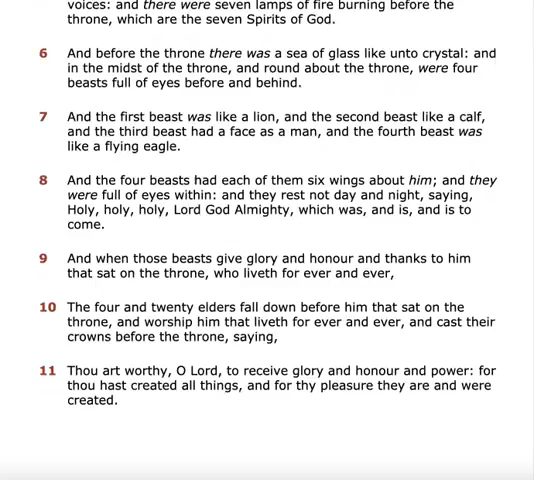 voices: and there were seven lamps of fire burning before the
throne, which are the seven Spirits of God.
6 And before the throne there was a sea of glass like unto crystal: and
in the midst of the throne, and round about the throne, were four
beasts full of eyes before and behind.
7 And the first beast was like a lion, and the second beast like a calf,
and the third beast had a face as a man, and the fourth beast was
like a flying eagle.
8 And the four beasts had each of them six wings about him; and they
were full of eyes within: and they rest not day and night, saying,
Holy, holy, holy, Lord God Almighty, which was, and is, and is to
come.
9 And when those beasts give glory and honour and thanks to him
that sat on the throne, who liveth for ever and ever,
10 The four and twenty elders fall down before him that sat on the
throne, and worship him that liveth for ever and ever, and cast their
crowns before the throne, saying,
11 Thou art worthy, O Lord, to receive glory and honour and power: for
thou hast created all things, and for thy pleasure they are and were
created.